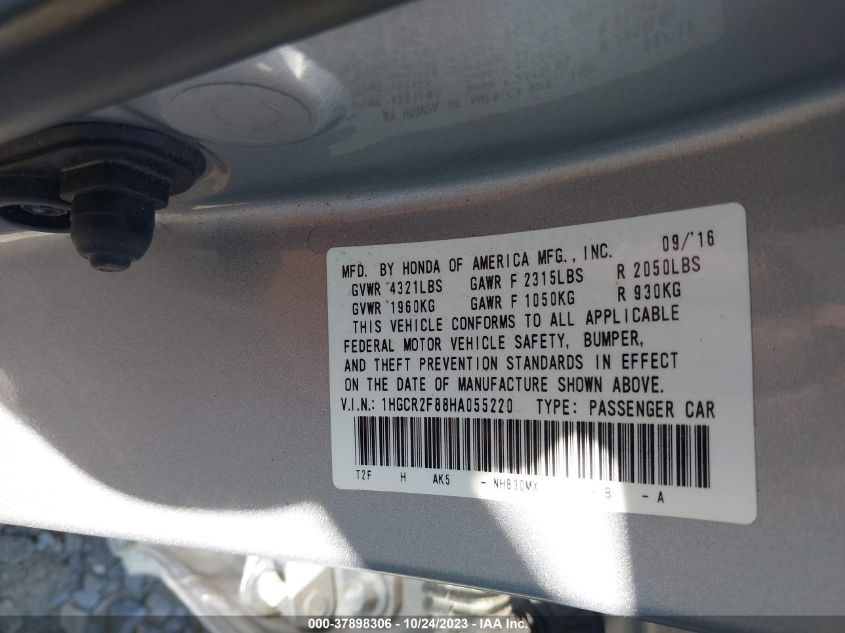 MFD. BY HONDA OF AMERICA MFG., INC. 09/'16
GVWR 4321LBS GAWR F 2315LBS R 2050LBS
GVWR 1960KG GAWR F 1050KG R 930KG
THIS VEHICLE CONFORMS TO ALL APPLICABLE
FEDERAL MOTOR VEHICLE SAFETY, BUMPER,
AND THEFT PREVENTION STANDARDS IN EFFECT
ON THE DATE OF MANUFACTURE SHOWN ABOVE.
V.I.N.: 1HGCR2F88HA055220 TYPE: PASSENGER CAR
T2F H AK5 - NH830MX - B - A
000-37898306 / 10/24/2023 / IAA Inc.